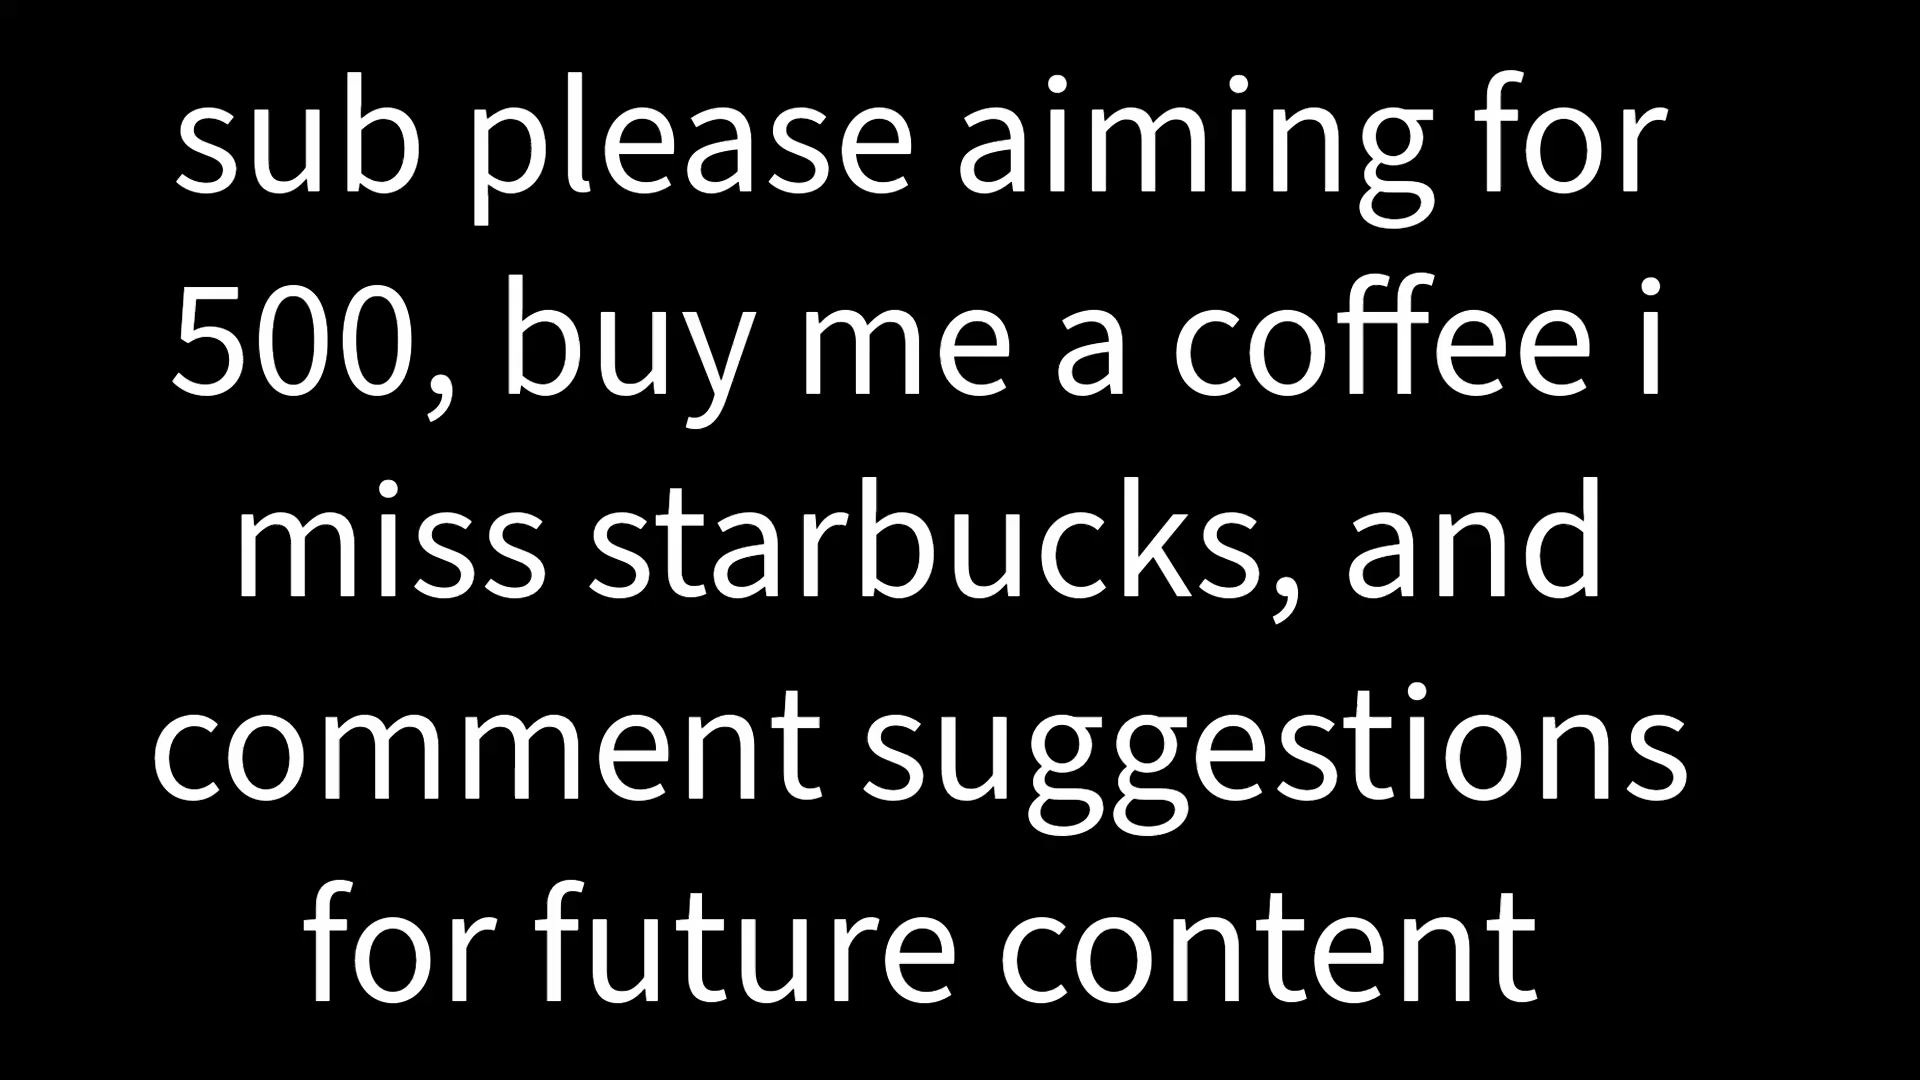 sub please aiming for
500, buy me a coffee i
miss starbucks, and
comment suggestions
for future content